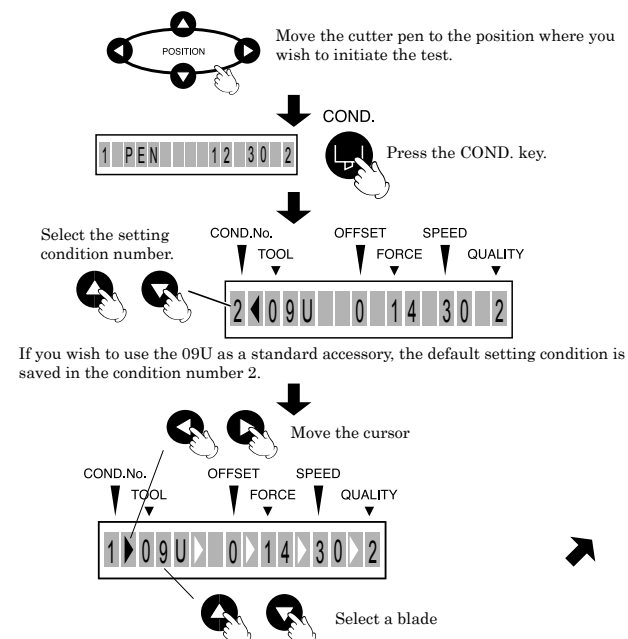 POSITION
Move the cutter pen to the position where you
wish to initiate the test.
COND.
1 PEN 12 30 2
Press the COND. key.
Select the setting
condition number.
COND.No. OFFSET SPEED
TOOL FORCE QUALITY
2 09U 0 14 30 2
If you wish to use the 09U as a standard accessory, the default setting condition is
saved in the condition number 2.
Move the cursor
COND.No. OFFSET SPEED
TOOL FORCE QUALITY
1 09U 0 14 30 2
Select a blade